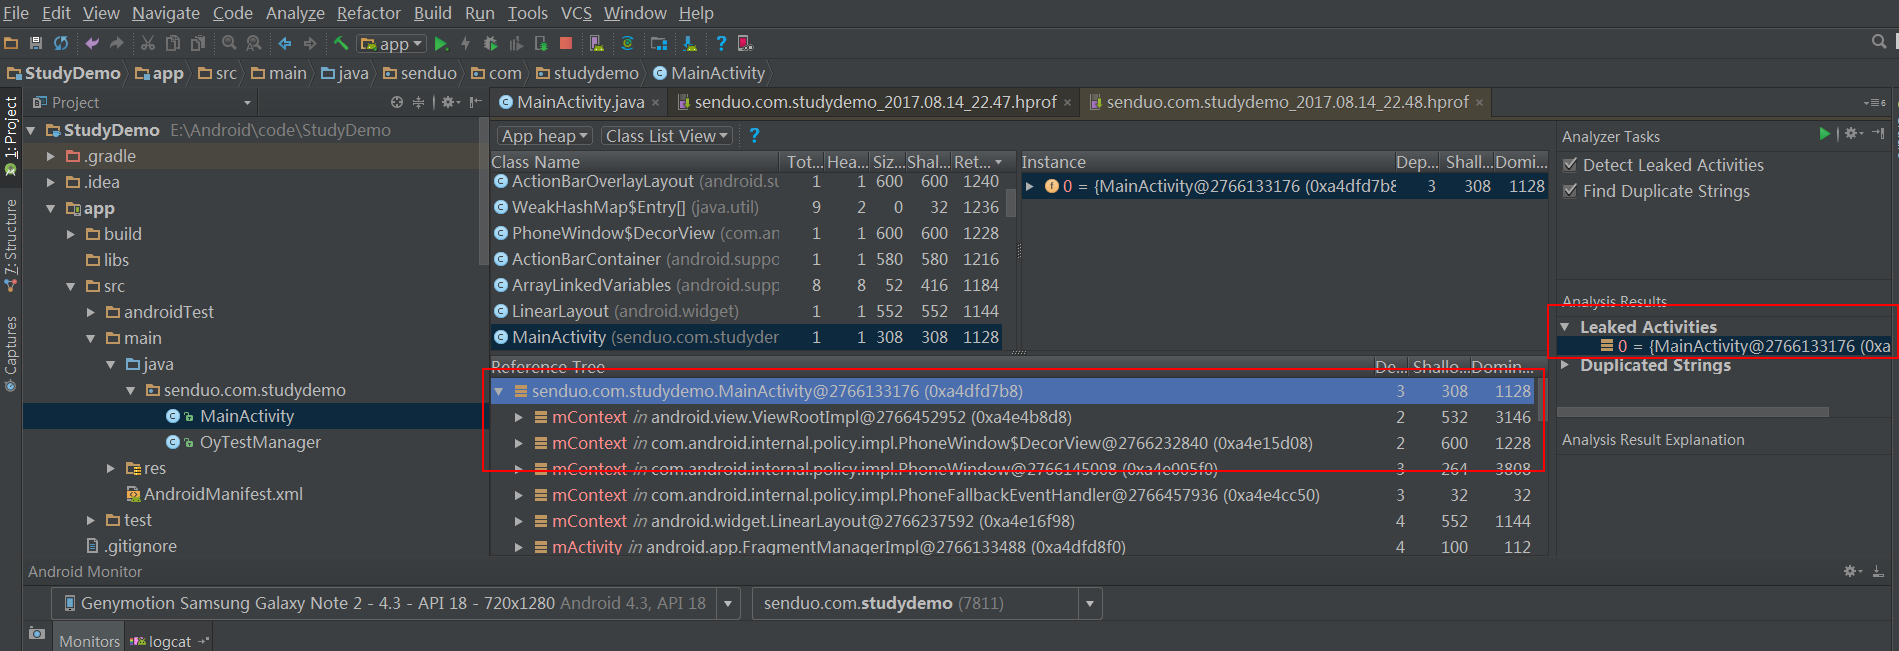 File Edit View Navigate Code Analyze Refactor Build Run Tools VCS Window Help
app
StudyDemo app src main java senduo com studydemo MainActivity
1: Project
7: Structure
Captures
Project
StudyDemo E:\Android\code\StudyDemo
.gradle
.idea
app
build
libs
src
androidTest
main
java
senduo.com.studydemo
MainActivity
OyTestManager
res
AndroidManifest.xml
test
.gitignore
MainActivity.java × senduo.com.studydemo_2017.08.14_22.47.hprof × senduo.com.studydemo_2017.08.14_22.48.hprof ×
App heap Class List View ?
Class Name Tot... Hea... Siz... Shal... Ret...
ActionBarOverlayLayout (android.su 1 1 600 600 1240
WeakHashMap$Entry[] (java.util) 9 2 0 32 1236
PhoneWindow$DecorView (com.an 1 1 600 600 1228
ActionBarContainer (android.suppo 1 1 580 580 1216
ArrayLinkedVariables (android.supp 8 8 52 416 1184
LinearLayout (android.widget) 1 1 552 552 1144
MainActivity (senduo.com.studyder 1 1 308 308 1128
Instance Dep... Shall... Domi...
0 = {MainActivity@2766133176 (0xa4dfd7b8 3 308 1128
Reference Tree De... Shallo... Domin...
senduo.com.studydemo.MainActivity@2766133176 (0xa4dfd7b8) 3 308 1128
mContext in android.view.ViewRootImpl@2766452952 (0xa4e4b8d8) 2 532 3146
mContext in com.android.internal.policy.impl.PhoneWindow$DecorView@2766232840 (0xa4e15d08) 2 600 1228
mContext in com.android.internal.policy.impl.PhoneWindow@2766145008 (0xa4e005f0) 3 264 3808
mContext in com.android.internal.policy.impl.PhoneFallbackEventHandler@2766457936 (0xa4e4cc50) 3 32 32
mContext in android.widget.LinearLayout@2766237592 (0xa4e16f98) 4 552 1144
mActivity in android.app.FragmentManagerImpl@2766133488 (0xa4dfd8f0) 4 100 112
Analyzer Tasks
Detect Leaked Activities
Find Duplicate Strings
Analysis Results
Leaked Activities
0 = {MainActivity@2766133176 (0xa
Duplicated Strings
Analysis Result Explanation
Android Monitor
Genymotion Samsung Galaxy Note 2 - 4.3 - API 18 - 720x1280 Android 4.3, API 18
senduo.com.studydemo (7811)
Monitors logcat